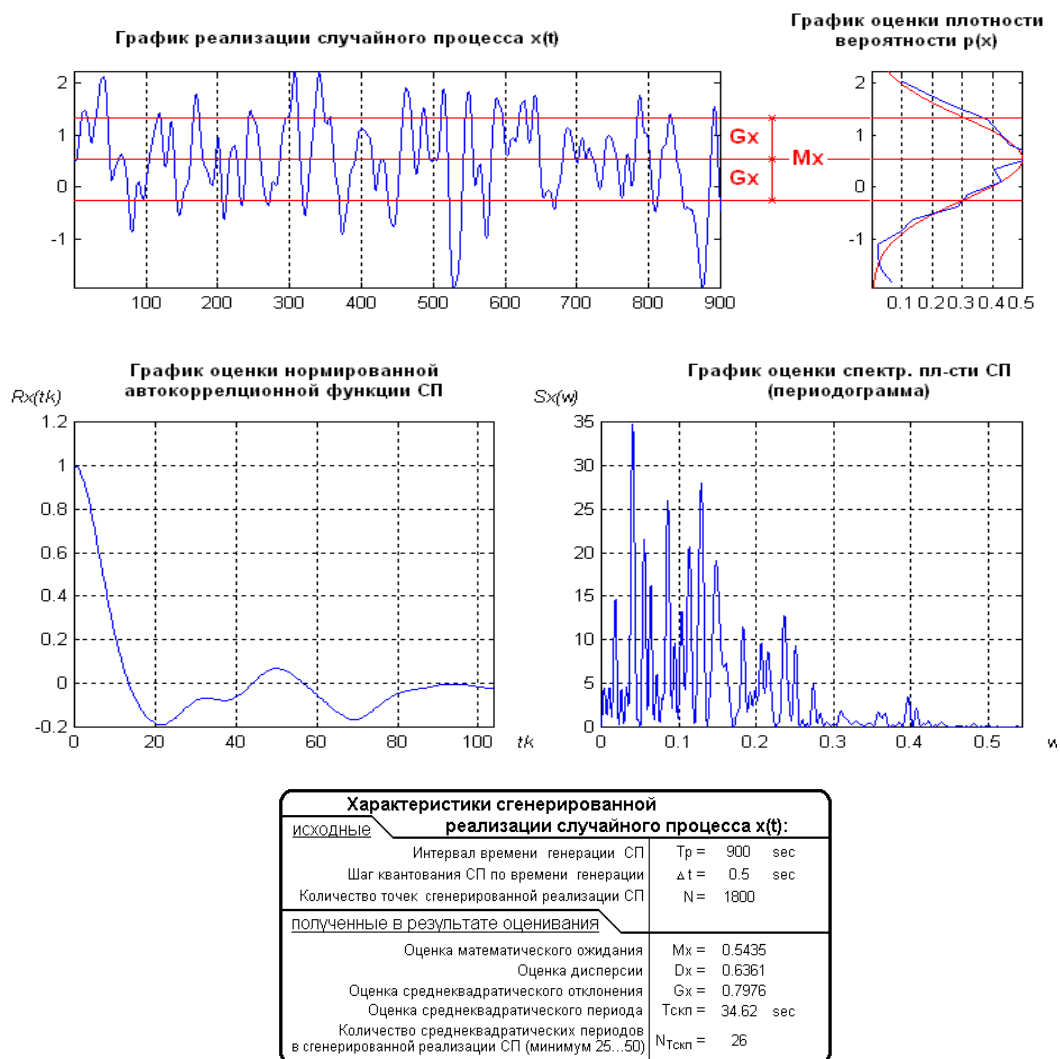 График реализации случайного процесса x(t)
График оценки плотности
вероятности p(x)
2
1
0
-1
100 200 300 400 500 600 700 800 900
Gx
Mx
Gx
2
1
0
-1
0.1 0.2 0.3 0.4 0.5
График оценки нормированной
автокоррелционной функции СП
Rx(tk)
1.2
1
0.8
0.6
0.4
0.2
0
-0.2
0 20 40 60 80 100 tk
График оценки спектр. пл-сти СП
(периодограмма)
Sx(w)
35
30
25
20
15
10
5
0
0 0.1 0.2 0.3 0.4 0.5 w
Характеристики сгенерированной
реализации случайного процесса x(t):
исходные
Интервал времени генерации СП Tр = 900 sec
Шаг квантования СП по времени генерации Δt = 0.5 sec
Количество точек сгенерированной реализации СП N = 1800
полученные в результате оценивания
Оценка математического ожидания Mx = 0.5435
Оценка дисперсии Dx = 0.6361
Оценка среднеквадратического отклонения Gx = 0.7976
Оценка среднеквадратического периода Tскп = 34.62 sec
Количество среднеквадратических периодов
в сгенерированной реализации СП (минимум 25...50) NTскп = 26